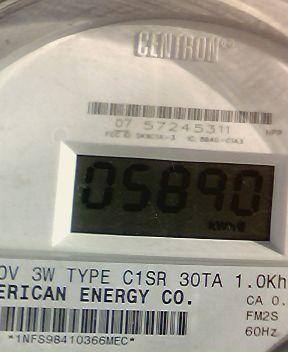 CENTRON®
07 57245311
05890
KWH
0V 3W TYPE C1SR 30TA 1.0Kh
ERICAN ENERGY CO.
CA 0.
FM2S
60Hz
*1NFS98410366MEC*